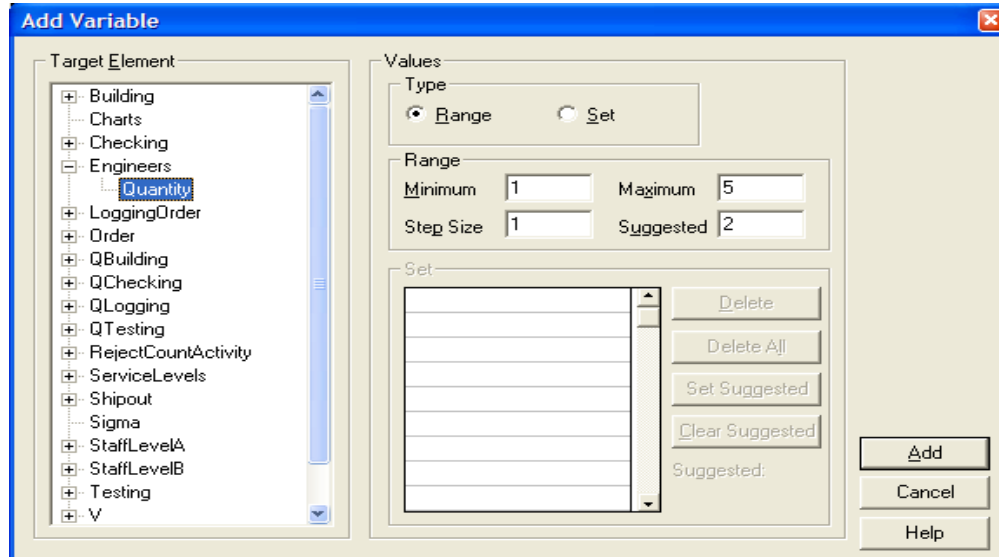 Add Variable
Target Element
Building
Charts
Checking
Engineers
Quantity
LoggingOrder
Order
QBuilding
QChecking
QLogging
QTesting
RejectCountActivity
ServiceLevels
Shipout
Sigma
StaffLevelA
StaffLevelB
Testing
V
Values
Type
Range Set
Range
Minimum 1 Maximum 5
Step Size 1 Suggested 2
Set
Delete
Delete All
Set Suggested
Clear Suggested
Suggested:
Add
Cancel
Help